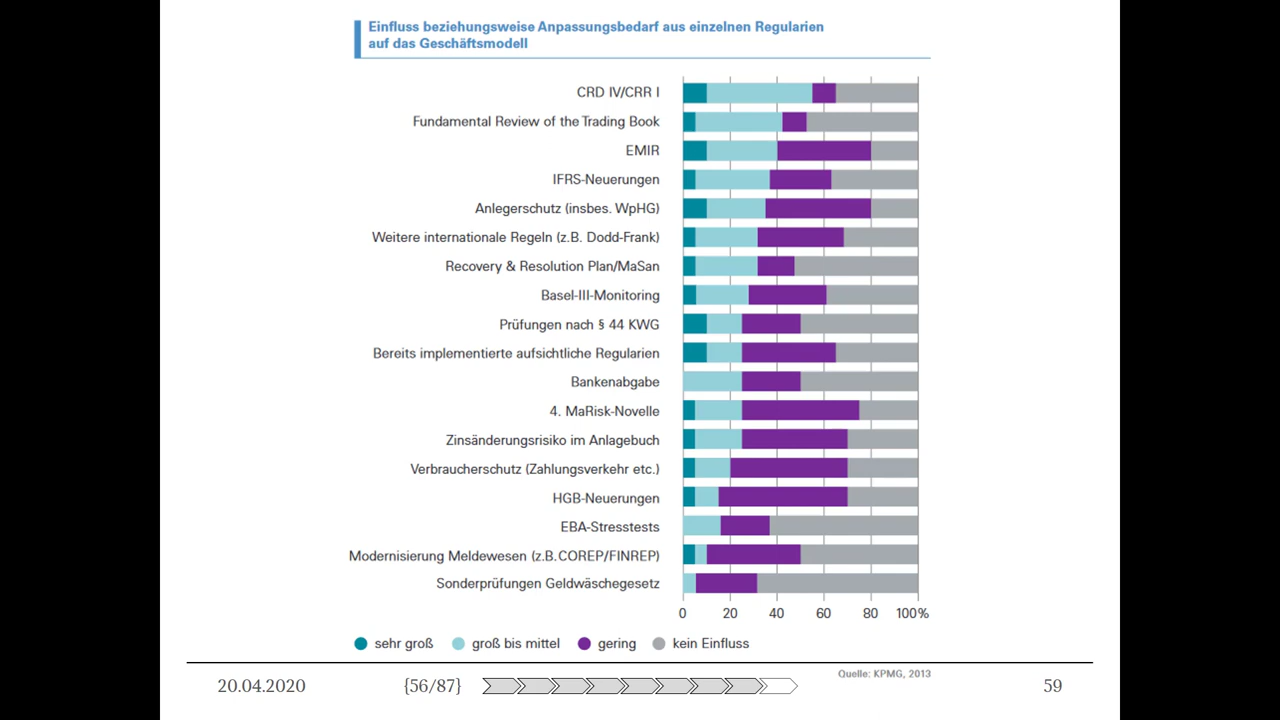 Einfluss beziehungsweise Anpassungsbedarf aus einzelnen Regularien
auf das Geschäftsmodell
CRD IV/CRR I
Fundamental Review of the Trading Book
EMIR
IFRS-Neuerungen
Anlegerschutz (insbes. WpHG)
Weitere internationale Regeln (z.B. Dodd-Frank)
Recovery & Resolution Plan/MaSan
Basel-III-Monitoring
Prüfungen nach § 44 KWG
Bereits implementierte aufsichtliche Regularien
Bankenabgabe
4. MaRisk-Novelle
Zinsänderungsrisiko im Anlagebuch
Verbraucherschutz (Zahlungsverkehr etc.)
HGB-Neuerungen
EBA-Stresstests
Modernisierung Meldewesen (z.B.COREP/FINREP)
Sonderprüfungen Geldwäschegesetz
0 20 40 60 80 100%
sehr groß groß bis mittel gering kein Einfluss
Quelle: KPMG, 2013
20.04.2020 {56/87} 59